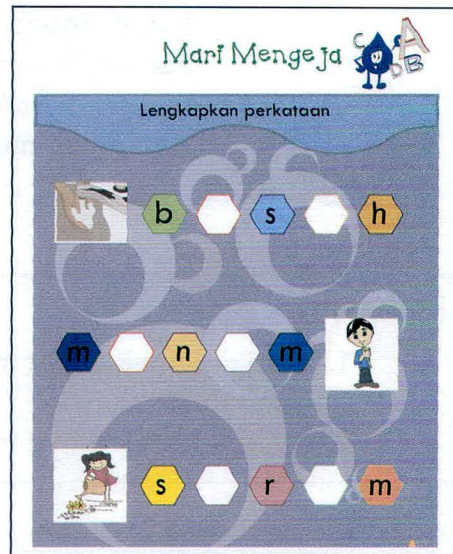 Mari Mengeja
C A D B
Lengkapkan perkataan
b s h
m n m
s r m